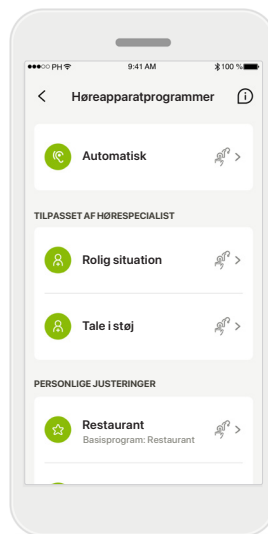 PH 9:41 AM 100 %
Høreapparatprogrammer
Automatisk
TILPASSET AF HØRESPECIALIST
Rolig situation
Tale i støj
PERSONLIGE JUSTERINGER
Restaurant
Basisprogram: Restaurant